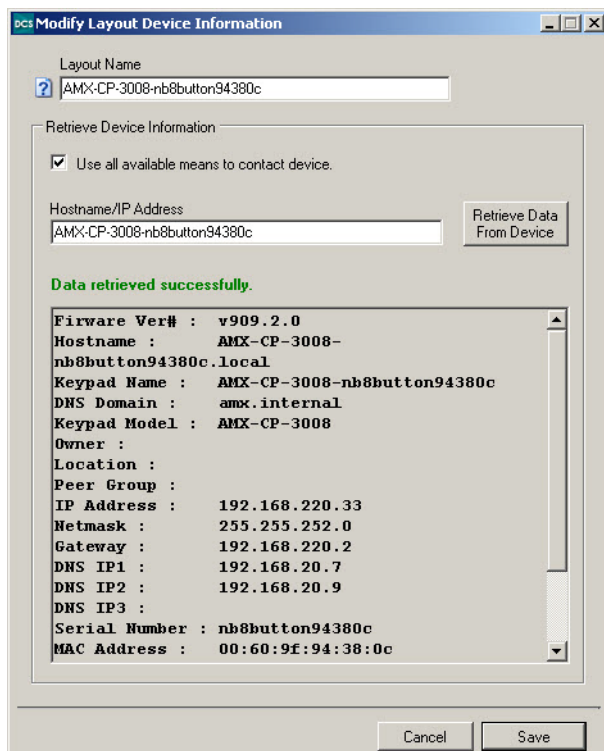 DCS Modify Layout Device Information
Layout Name
AMX-CP-3008-nb8button94380c
Retrieve Device Information
Use all available means to contact device.
Hostname/IP Address
AMX-CP-3008-nb8button94380c
Retrieve Data
From Device
Data retrieved successfully.
Firware Ver# : v909.2.0
Hostname : AMX-CP-3008-
nb8button94380c.local
Keypad Name : AMX-CP-3008-nb8button94380c
DNS Domain : amx.internal
Keypad Model : AMX-CP-3008
Owner :
Location :
Peer Group :
IP Address : 192.168.220.33
Netmask : 255.255.252.0
Gateway : 192.168.220.2
DNS IP1 : 192.168.20.7
DNS IP2 : 192.168.20.9
DNS IP3 :
Serial Number : nb8button94380c
MAC Address : 00:60:9f:94:38:0c
Cancel
Save